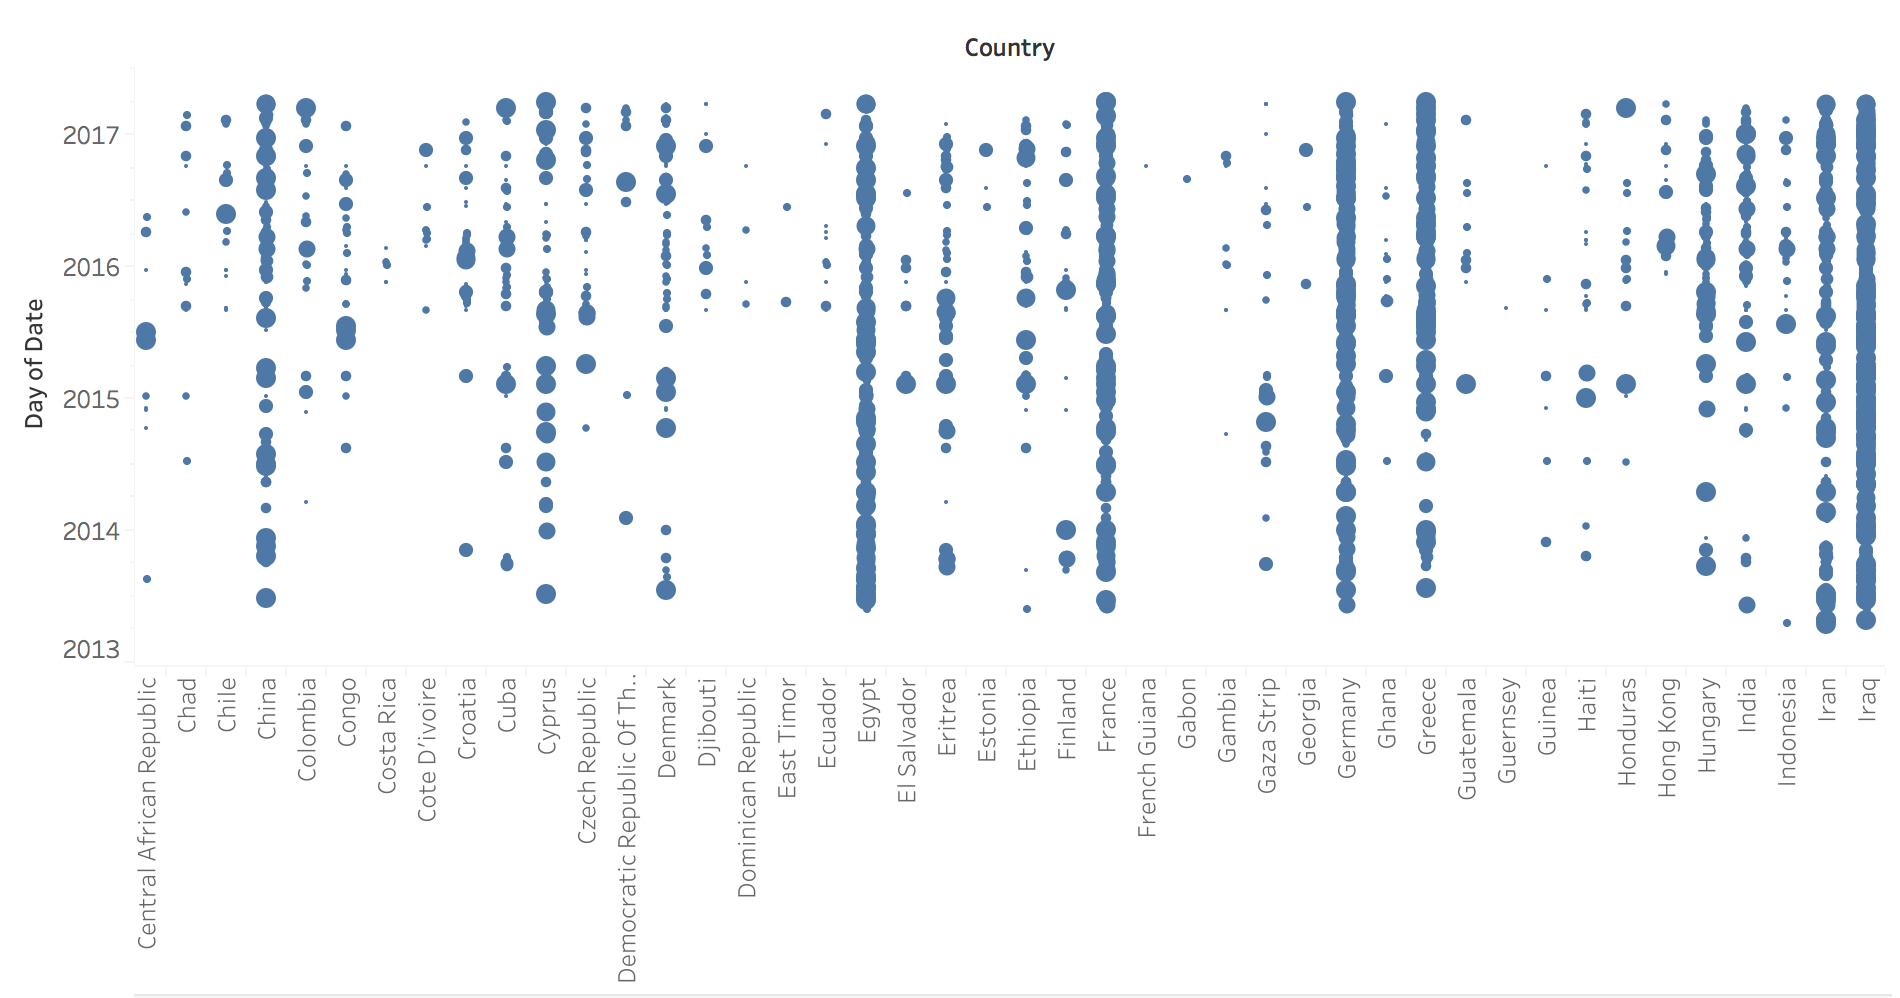 Country
Day of Date
2017
2016
2015
2014
2013
Central African Republic
Chad
Chile
China
Colombia
Congo
Costa Rica
Cote D'ivoire
Croatia
Cuba
Cyprus
Czech Republic
Democratic Republic Of Th..
Denmark
Djibouti
Dominican Republic
East Timor
Ecuador
Egypt
El Salvador
Eritrea
Estonia
Ethiopia
Finland
France
French Guiana
Gabon
Gambia
Gaza Strip
Georgia
Germany
Ghana
Greece
Guatemala
Guernsey
Guinea
Haiti
Honduras
Hong Kong
Hungary
India
Indonesia
Iran
Iraq